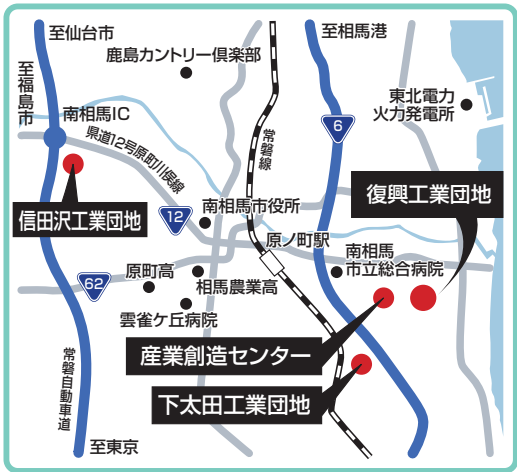 至仙台市
至相馬港
鹿島カントリー倶楽部
至福島市
東北電力
火力発電所
南相馬IC
6
県道12号原町川俣線
常磐線
復興工業団地
信田沢工業団地
12
南相馬市役所
原ノ町駅
南相馬
市立総合病院
原町高
相馬農業高
62
雲雀ケ丘病院
産業創造センター
常磐自動車道
下太田工業団地
至東京